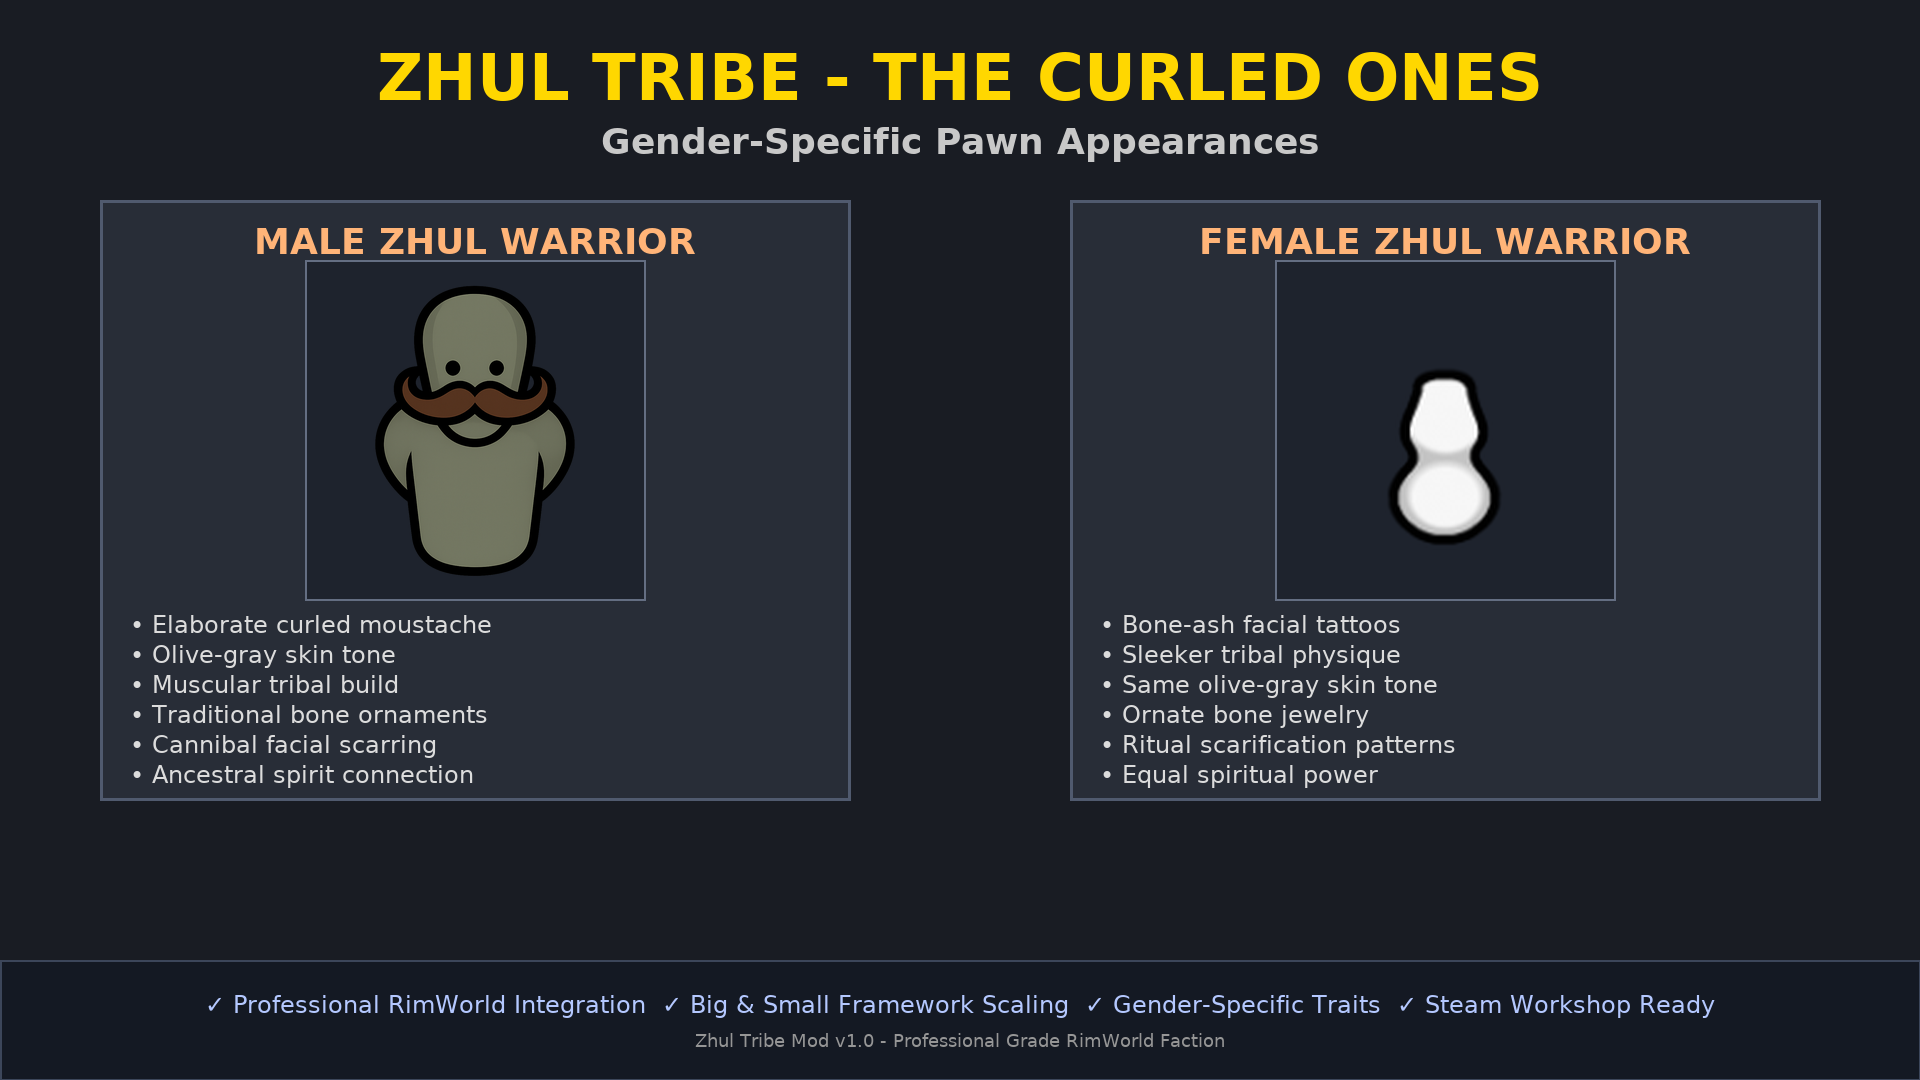 ZHUL TRIBE - THE CURLED ONES
Gender-Specific Pawn Appearances
MALE ZHUL WARRIOR
• Elaborate curled moustache
• Olive-gray skin tone
• Muscular tribal build
• Traditional bone ornaments
• Cannibal facial scarring
• Ancestral spirit connection
FEMALE ZHUL WARRIOR
• Bone-ash facial tattoos
• Sleeker tribal physique
• Same olive-gray skin tone
• Ornate bone jewelry
• Ritual scarification patterns
• Equal spiritual power
✓ Professional RimWorld Integration ✓ Big & Small Framework Scaling ✓ Gender-Specific Traits ✓ Steam Workshop Ready
Zhul Tribe Mod v1.0 - Professional Grade RimWorld Faction